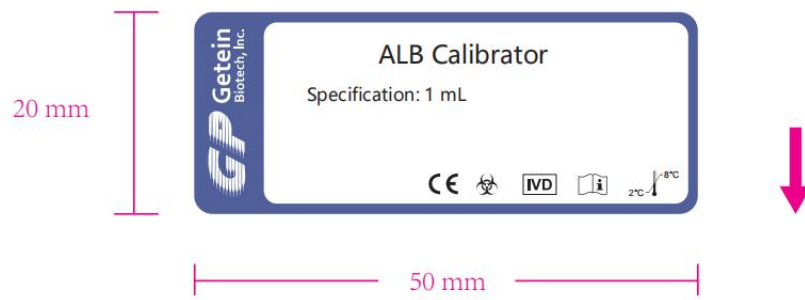 Getein
Biotech, Inc.
GP
ALB Calibrator
Specification: 1 mL
20 mm
CE
IVD
i
2℃
8℃
50 mm